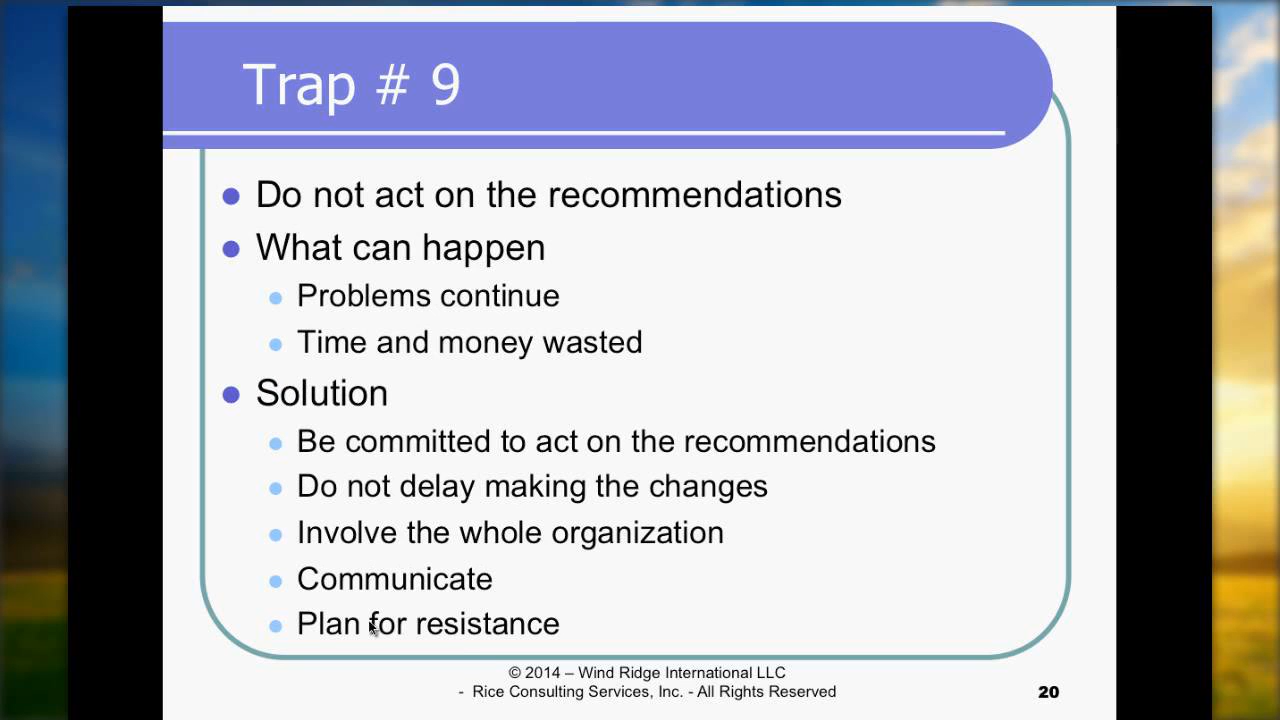 Trap # 9
Do not act on the recommendations
What can happen
Problems continue
Time and money wasted
Solution
Be committed to act on the recommendations
Do not delay making the changes
Involve the whole organization
Communicate
Plan for resistance
© 2014 – Wind Ridge International LLC
- Rice Consulting Services, Inc. - All Rights Reserved
20